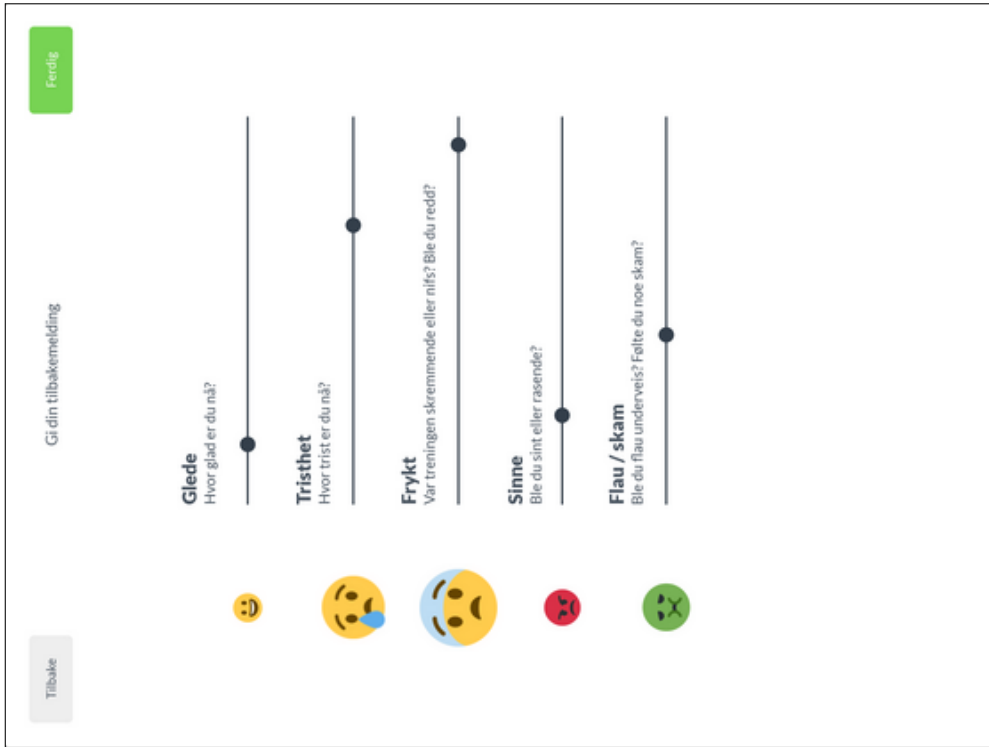 Tilbake
Gi din tilbakemelding
Ferdig
Glede
Hvor glad er du nå?
Tristhet
Hvor trist er du nå?
Frykt
Var treningen skremmende eller nifs? Ble du redd?
Sinne
Ble du sint eller rasende?
Flau / skam
Ble du flau underveis? Følte du noe skam?